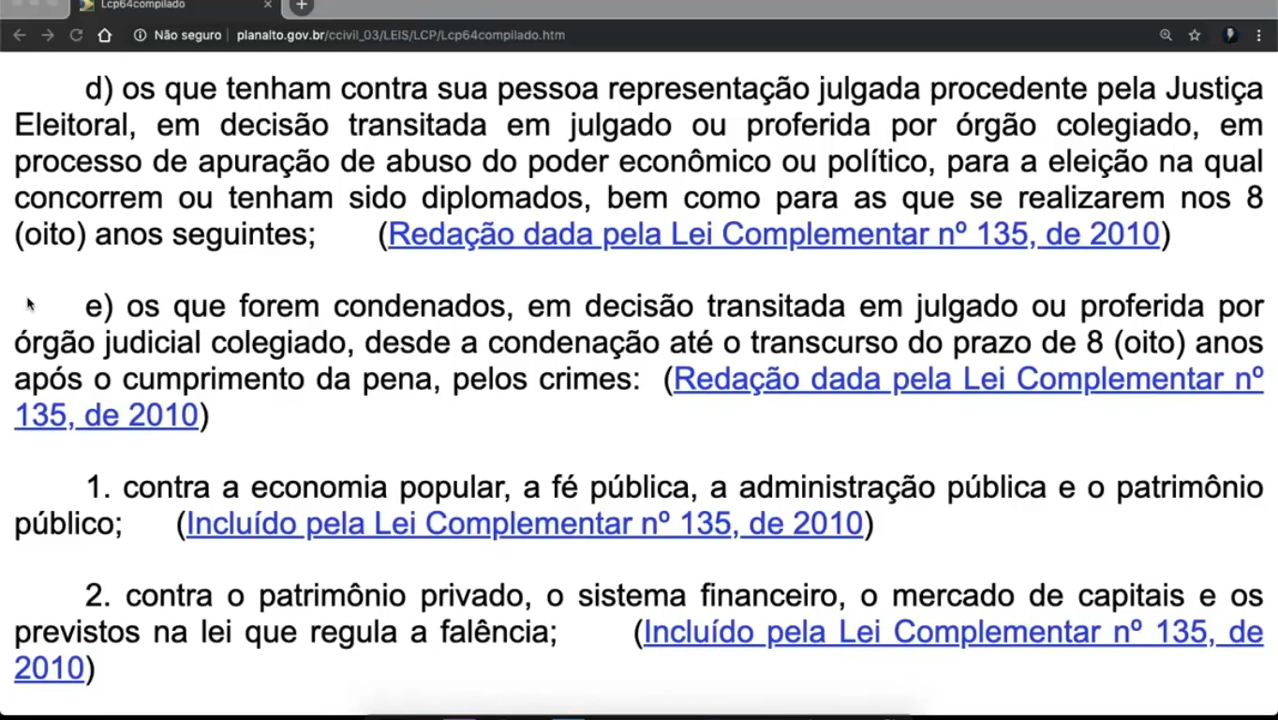 Lcp64compilado
Não seguro | planalto.gov.br/ccivil_03/LEIS/LCP/Lcp64compilado.htm
d) os que tenham contra sua pessoa representação julgada procedente pela Justiça
Eleitoral, em decisão transitada em julgado ou proferida por órgão colegiado, em
processo de apuração de abuso do poder econômico ou político, para a eleição na qual
concorrem ou tenham sido diplomados, bem como para as que se realizarem nos 8
(oito) anos seguintes; (Redação dada pela Lei Complementar nº 135, de 2010)
e) os que forem condenados, em decisão transitada em julgado ou proferida por
órgão judicial colegiado, desde a condenação até o transcurso do prazo de 8 (oito) anos
após o cumprimento da pena, pelos crimes: (Redação dada pela Lei Complementar nº
135, de 2010)
1. contra a economia popular, a fé pública, a administração pública e o patrimônio
público; (Incluído pela Lei Complementar nº 135, de 2010)
2. contra o patrimônio privado, o sistema financeiro, o mercado de capitais e os
previstos na lei que regula a falência; (Incluído pela Lei Complementar nº 135, de
2010)